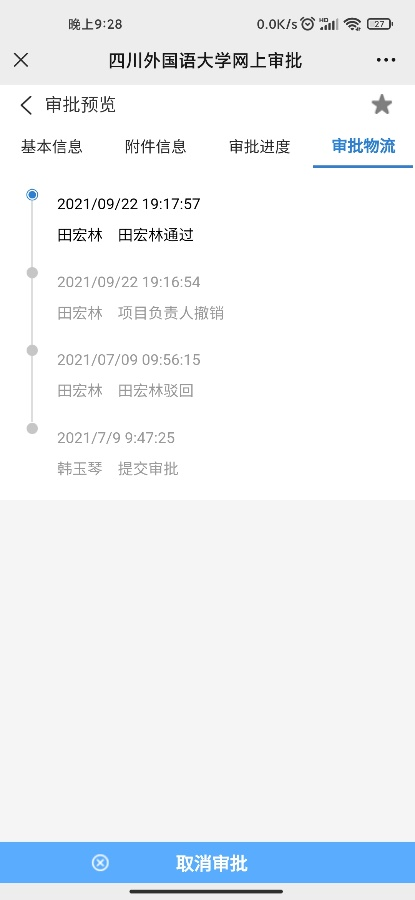 晚上9:28
0.0K/s
HD
27
四川外国语大学网上审批
审批预览
基本信息 附件信息 审批进度 审批物流
2021/09/22 19:17:57
田宏林 田宏林通过
2021/09/22 19:16:54
田宏林 项目负责人撤销
2021/07/09 09:56:15
田宏林 田宏林驳回
2021/7/9 9:47:25
韩玉琴 提交审批
取消审批